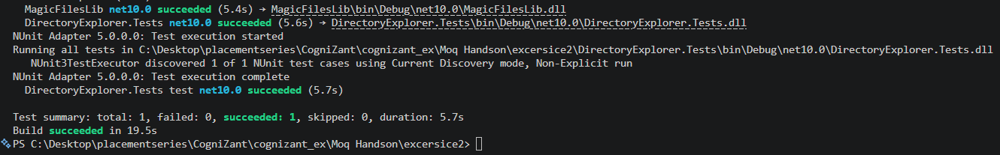 MagicFilesLib net10.0 succeeded (5.4s) → MagicFilesLib\bin\Debug\net10.0\MagicFilesLib.dll
DirectoryExplorer.Tests net10.0 succeeded (5.6s) → DirectoryExplorer.Tests\bin\Debug\net10.0\DirectoryExplorer.Tests.dll
NUnit Adapter 5.0.0.0: Test execution started
Running all tests in C:\Desktop\placementseries\CogniZant\cognizant_ex\Moq Handson\excersice2\DirectoryExplorer.Tests\bin\Debug\net10.0\DirectoryExplorer.Tests.dll
NUnit3TestExecutor discovered 1 of 1 NUnit test cases using Current Discovery mode, Non-Explicit run
NUnit Adapter 5.0.0.0: Test execution complete
DirectoryExplorer.Tests test net10.0 succeeded (5.7s)
Test summary: total: 1, failed: 0, succeeded: 1, skipped: 0, duration: 5.7s
Build succeeded in 19.5s
PS C:\Desktop\placementseries\CogniZant\cognizant_ex\Moq Handson\excersice2>